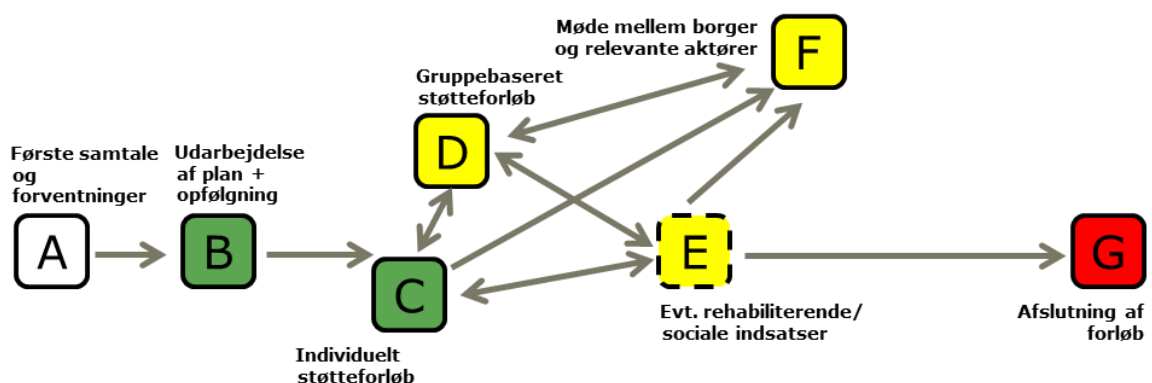 Møde mellem borger
og relevante aktører
F
Gruppebaseret
støtteforløb
D
Første samtale
og
forventninger
A
Udarbejdelse
af plan +
opfølgning
B
C
Individuelt
støtteforløb
E
Evt. rehabiliterende/
sociale indsatser
G
Afslutning af
forløb